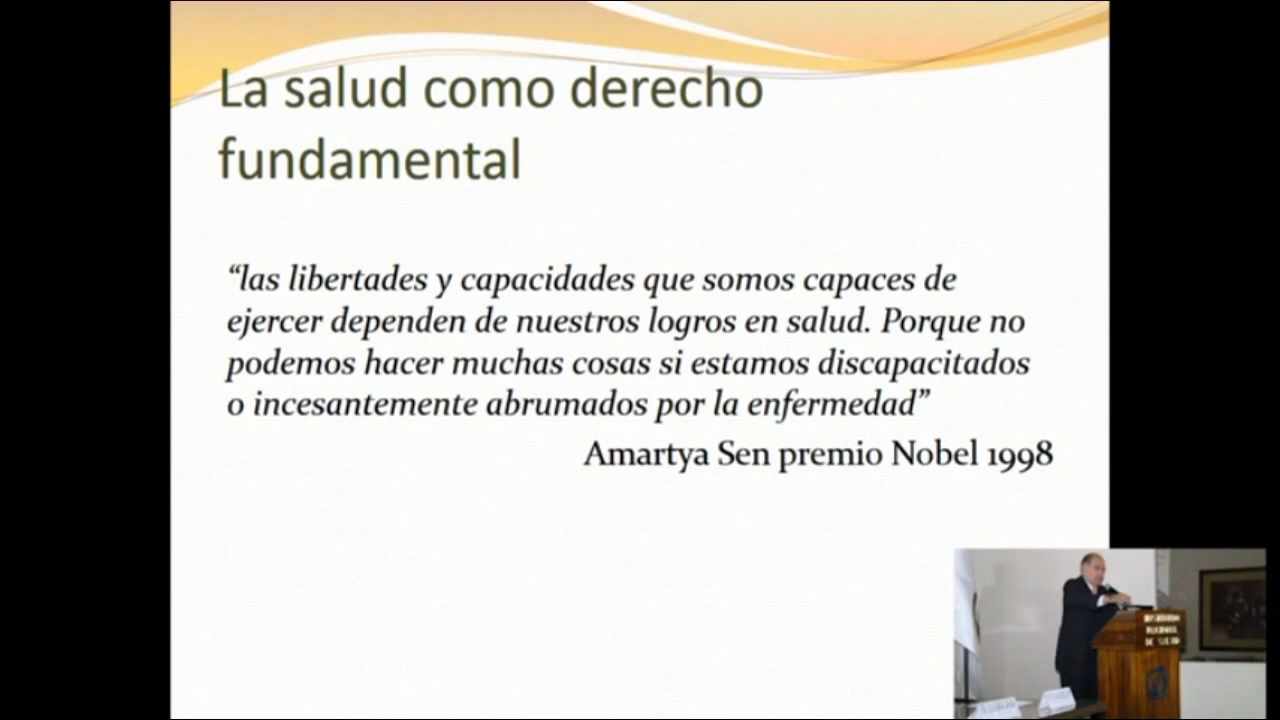 La salud como derecho
fundamental
“las libertades y capacidades que somos capaces de
ejercer dependen de nuestros logros en salud. Porque no
podemos hacer muchas cosas si estamos discapacitados
o incesantemente abrumados por la enfermedad”
Amartya Sen premio Nobel 1998
DE SALUD